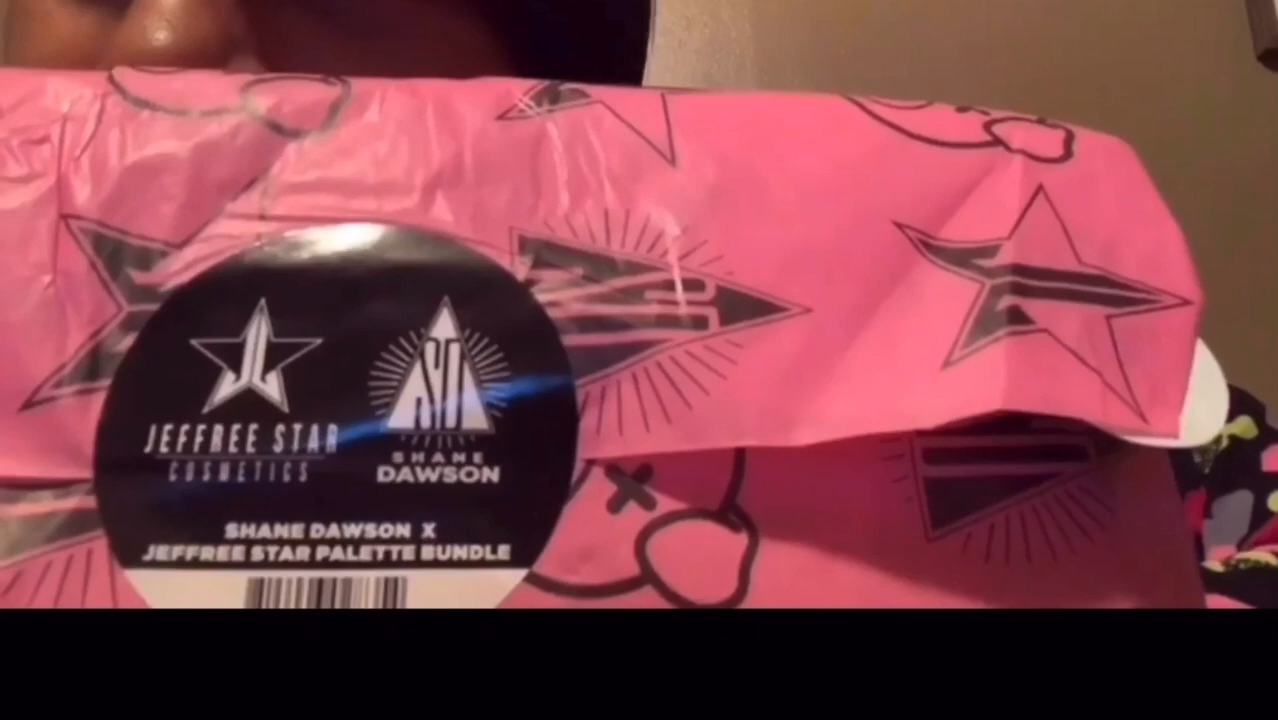 JEFFREE STAR
COSMETICS
SHANE
DAWSON
SHANE DAWSON X
JEFFREE STAR PALETTE BUNDLE